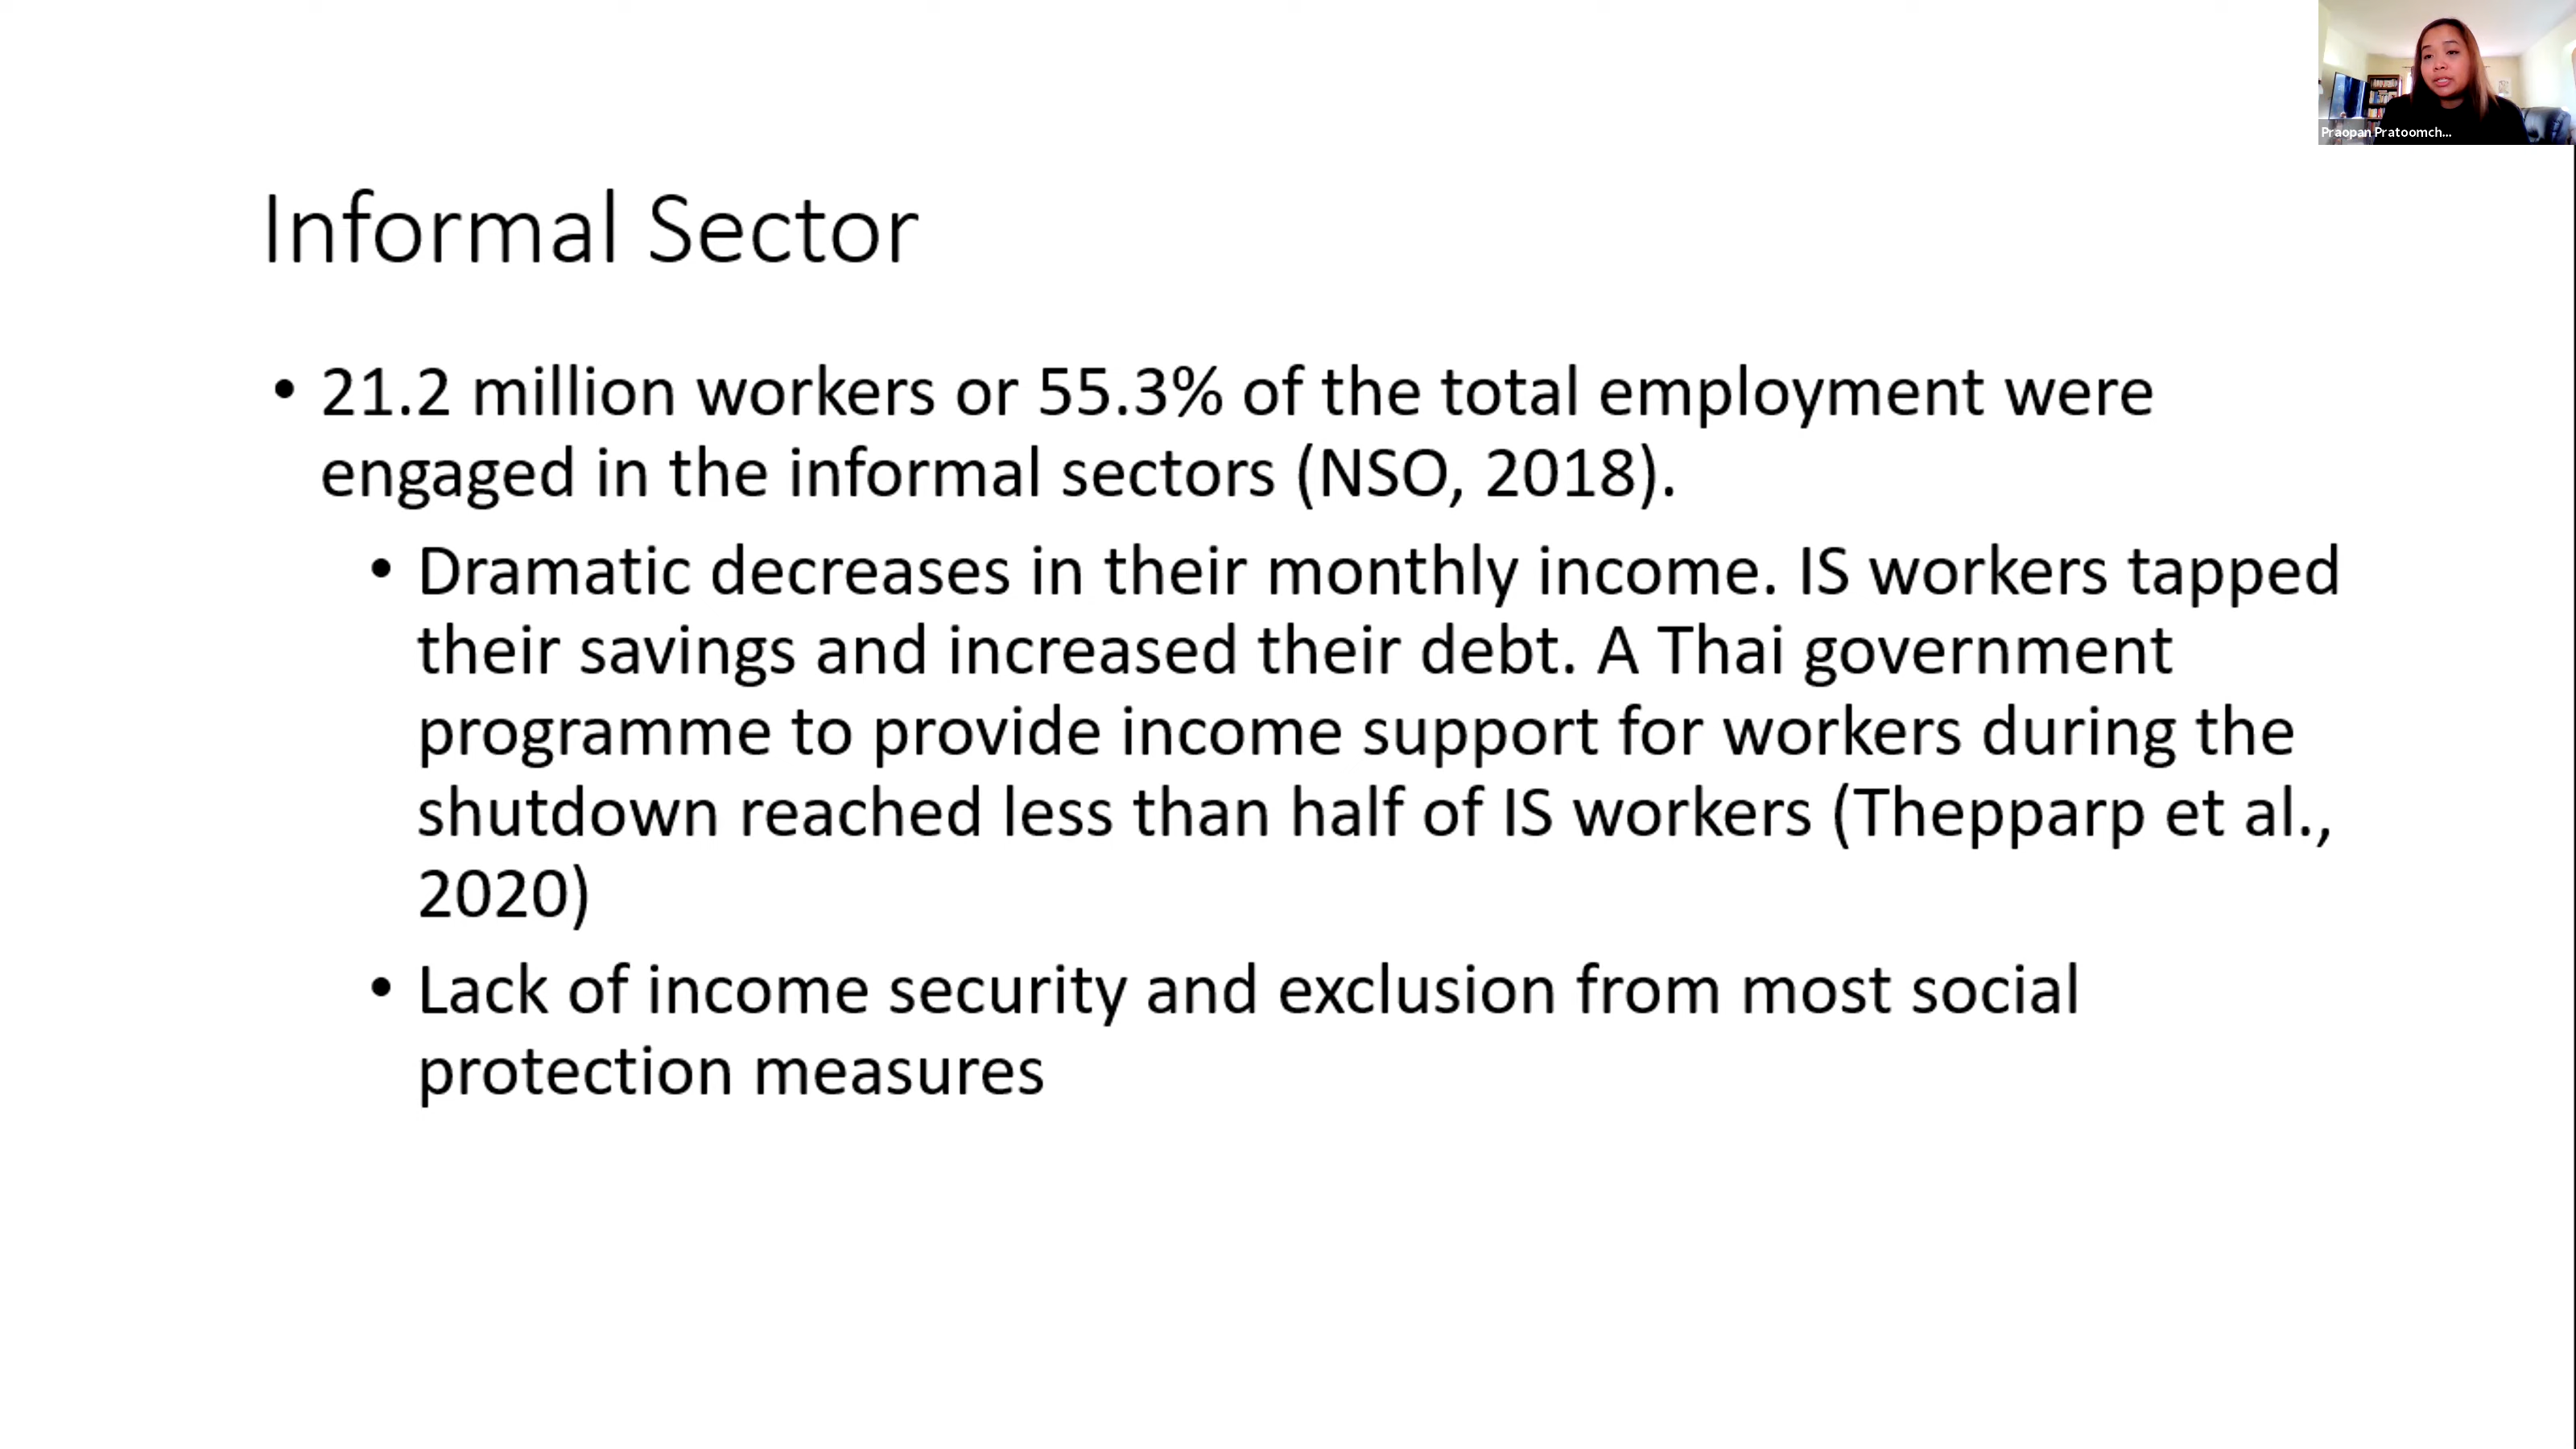 Praopan Pratoomch...
Informal Sector
• 21.2 million workers or 55.3% of the total employment were
engaged in the informal sectors (NSO, 2018).
• Dramatic decreases in their monthly income. IS workers tapped
their savings and increased their debt. A Thai government
programme to provide income support for workers during the
shutdown reached less than half of IS workers (Thepparp et al.,
2020)
• Lack of income security and exclusion from most social
protection measures